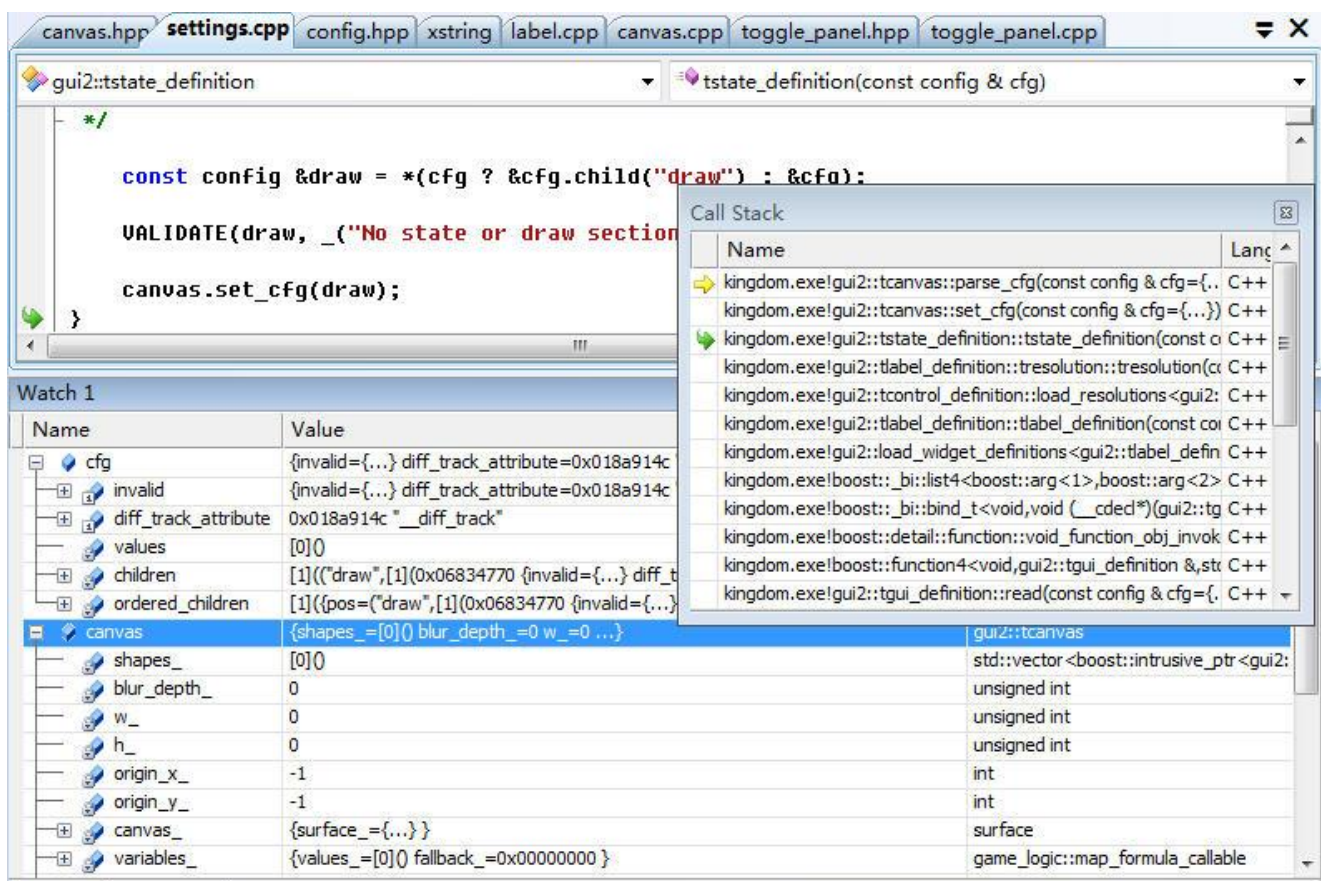 canvas.hpp settings.cpp config.hpp xstring label.cpp canvas.cpp toggle_panel.hpp toggle_panel.cpp
gui2::tstate_definition tstate_definition(const config & cfg)
*/
const config &draw = *(cfg ? &cfg.child("draw") : &cfg);
VALIDATE(draw, _("No state or draw section
canvas.set_cfg(draw);
}
Call Stack
Name Lang
kingdom.exe!gui2::tcanvas::parse_cfg(const config & cfg={.. C++
kingdom.exe!gui2::tcanvas::set_cfg(const config & cfg={...}) C++
kingdom.exe!gui2::tstate_definition::tstate_definition(const c C++
kingdom.exe!gui2::tlabel_definition::tresolution::tresolution(co C++
kingdom.exe!gui2::tcontrol_definition::load_resolutions<gui2: C++
kingdom.exe!gui2::tlabel_definition::tlabel_definition(const con C++
kingdom.exe!gui2::load_widget_definitions<gui2::tlabel_defin C++
kingdom.exe!boost::_bi::list4<boost::arg<1>,boost::arg<2> C++
kingdom.exe!boost::_bi::bind_t<void,void (__cdecl*)(gui2::tg C++
kingdom.exe!boost::detail::function::void_function_obj_invok C++
kingdom.exe!boost::function4<void,gui2::tgui_definition &,std C++
kingdom.exe!gui2::tgui_definition::read(const config & cfg={. C++
Watch 1
Name Value
cfg {invalid={...} diff_track_attribute=0x018a914c "
invalid {invalid={...} diff_track_attribute=0x018a914c "
diff_track_attribute 0x018a914c "__diff_track"
values [0]()
children [1](("draw",[1](0x06834770 {invalid={...} diff_t
ordered_children [1]({pos=("draw",[1](0x06834770 {invalid={...}
canvas {shapes_=[0]() blur_depth_=0 w_=0 ...} gui2::tcanvas
shapes_ [0]() std::vector<boost::intrusive_ptr<gui2:
blur_depth_ 0 unsigned int
w_ 0 unsigned int
h_ 0 unsigned int
origin_x_ -1 int
origin_y_ -1 int
canvas_ {surface_={...} } surface
variables_ {values_=[0]() fallback_=0x00000000 } game_logic::map_formula_callable